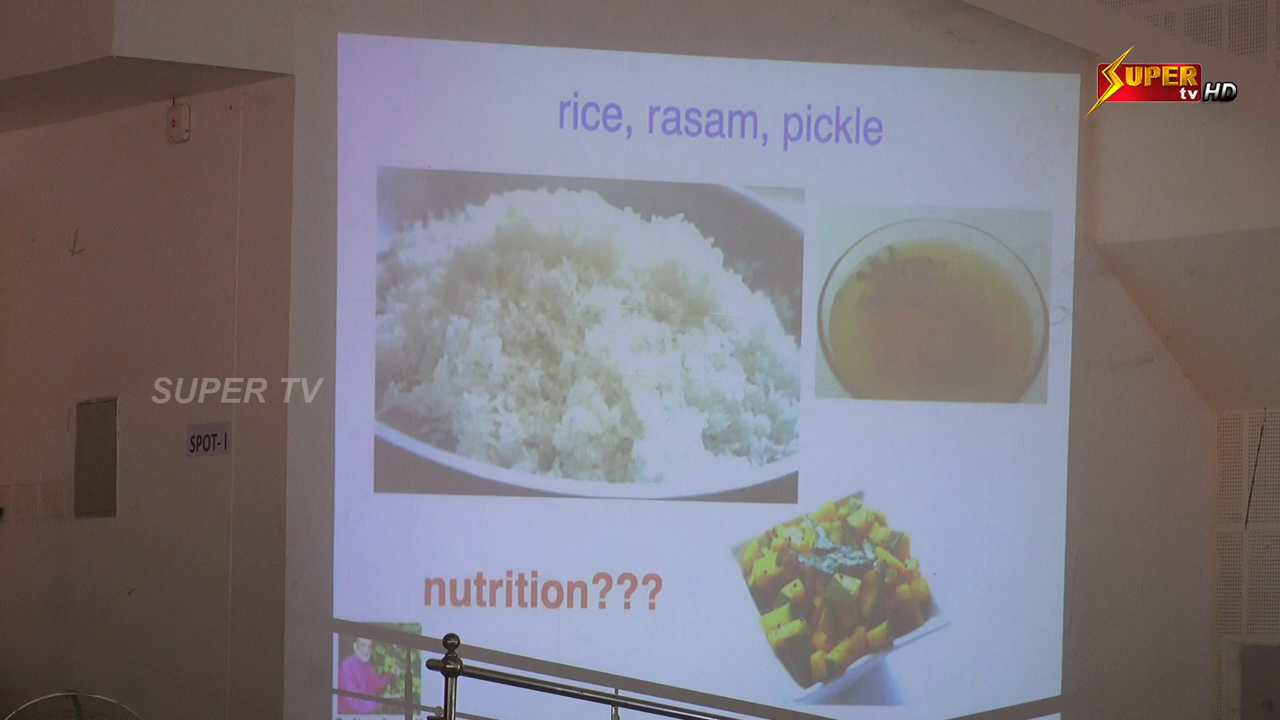 SUPER
tv HD
rice, rasam, pickle
SUPER TV
SPOT-I
nutrition???